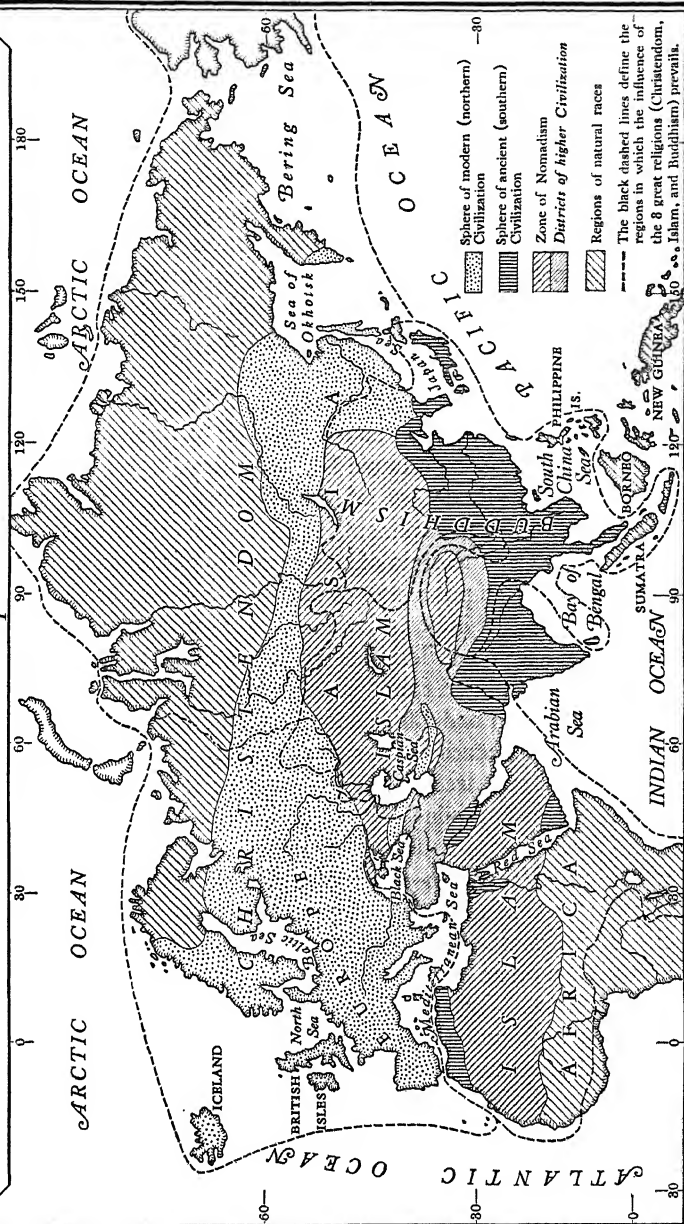 0
30
60
90
120
150
180
ARCTIC OCEAN
ARCTIC OCEAN
60
60
ICELAND
BRITISH
ISLES
North
Sea
Baltic Sea
CHRISTENDOM
EUROPE
ASIA
Sea of
Okhotsk
Bering Sea
ATLANTIC
OCEAN
Mediterranean Sea
Black Sea
Caspian
Sea
ISLAM
BUDDHISM
Japan
Sea
PACIFIC
OCEAN
30
30
ISLAM
Red Sea
AFRICA
Arabian
Sea
Bay of
Bengal
South
China
Sea
PHILIPPINE
IS.
SUMATRA
BORNEO
NEW GUINEA
INDIAN OCEAN
0
30
0
60
90
120
150
Sphere of modern (northern)
Civilization
Sphere of ancient (southern)
Civilization
Zone of Nomadism
Districts of higher Civilization
Regions of natural races
The black dashed lines define the
regions in which the influence of
the 3 great religions (Christendom,
Islam, and Buddhism) prevails.